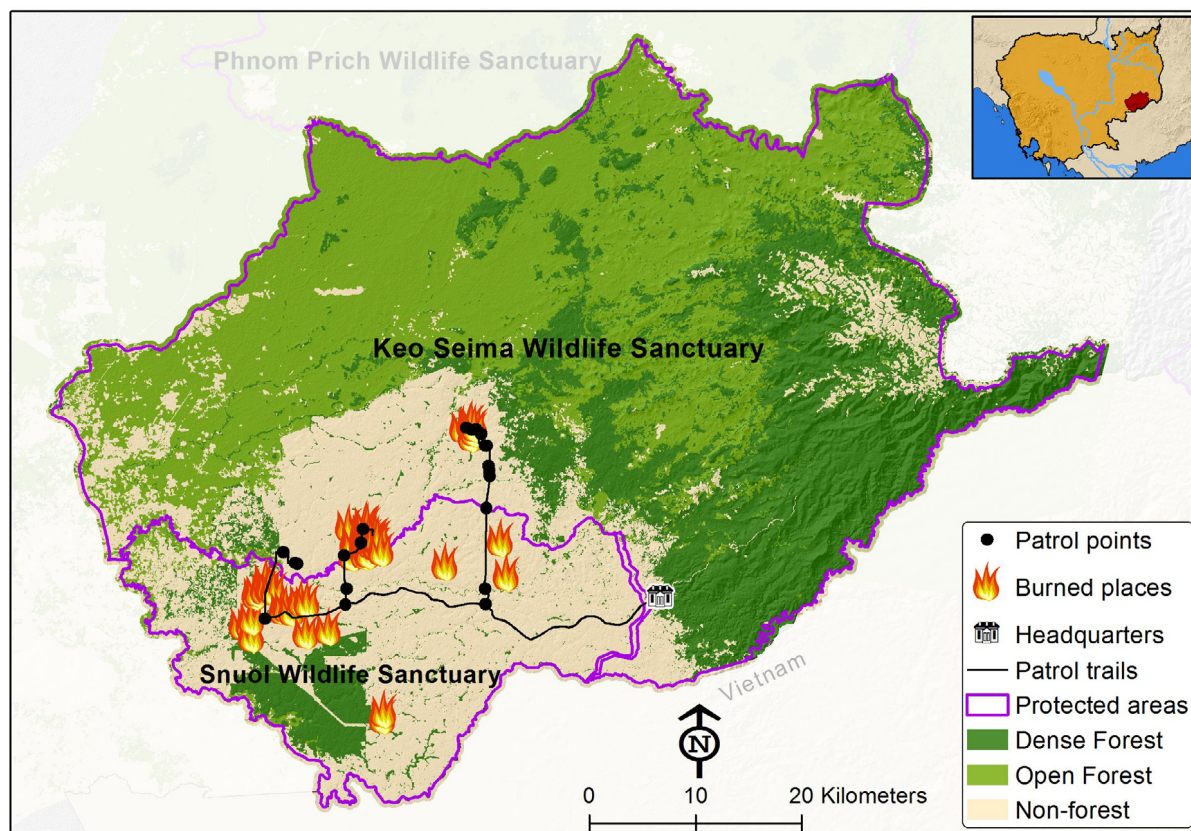 Phnom Prich Wildlife Sanctuary
Keo Seima Wildlife Sanctuary
Snuol Wildlife Sanctuary
Vietnam
N
0 10 20 Kilometers
Patrol points
Burned places
Headquarters
Patrol trails
Protected areas
Dense Forest
Open Forest
Non-forest